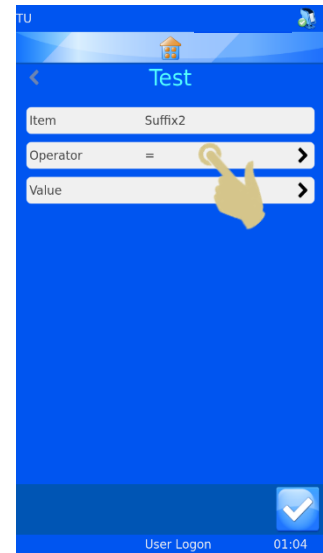 TU
Test
Item Suffix2
Operator =
Value
User Logon 01:04